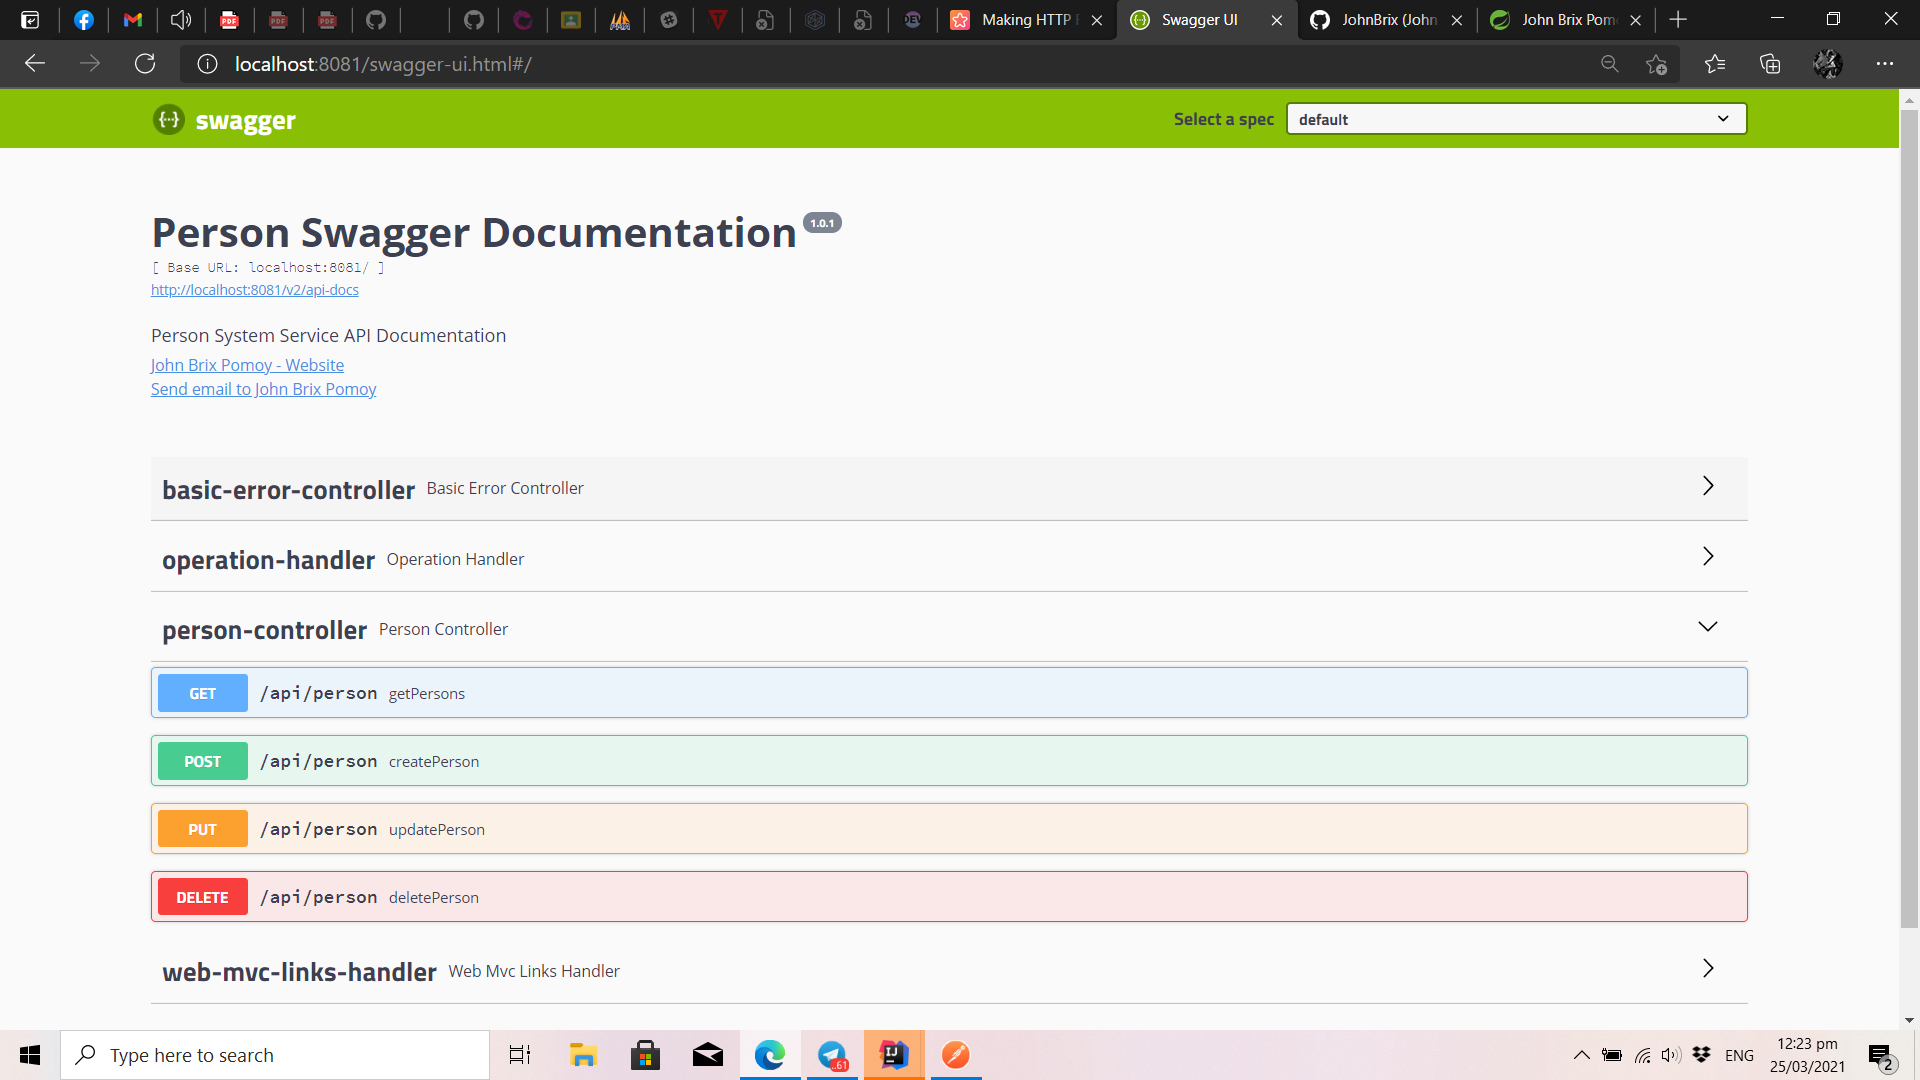 Making HTTP
Swagger UI
JohnBrix (John
John Brix Pom
localhost:8081/swagger-ui.html#/
swagger
Select a spec
default
Person Swagger Documentation 1.0.1
[ Base URL: localhost:8081/ ]
http://localhost:8081/v2/api-docs
Person System Service API Documentation
John Brix Pomoy - Website
Send email to John Brix Pomoy
basic-error-controller Basic Error Controller
operation-handler Operation Handler
person-controller Person Controller
GET /api/person getPersons
POST /api/person createPerson
PUT /api/person updatePerson
DELETE /api/person deletePerson
web-mvc-links-handler Web Mvc Links Handler
Type here to search
ENG
12:23 pm
25/03/2021
2